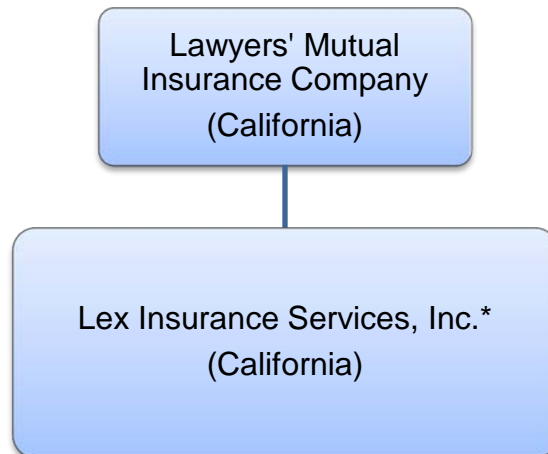 Lawyers' Mutual
Insurance Company
(California)
Lex Insurance Services, Inc.*
(California)